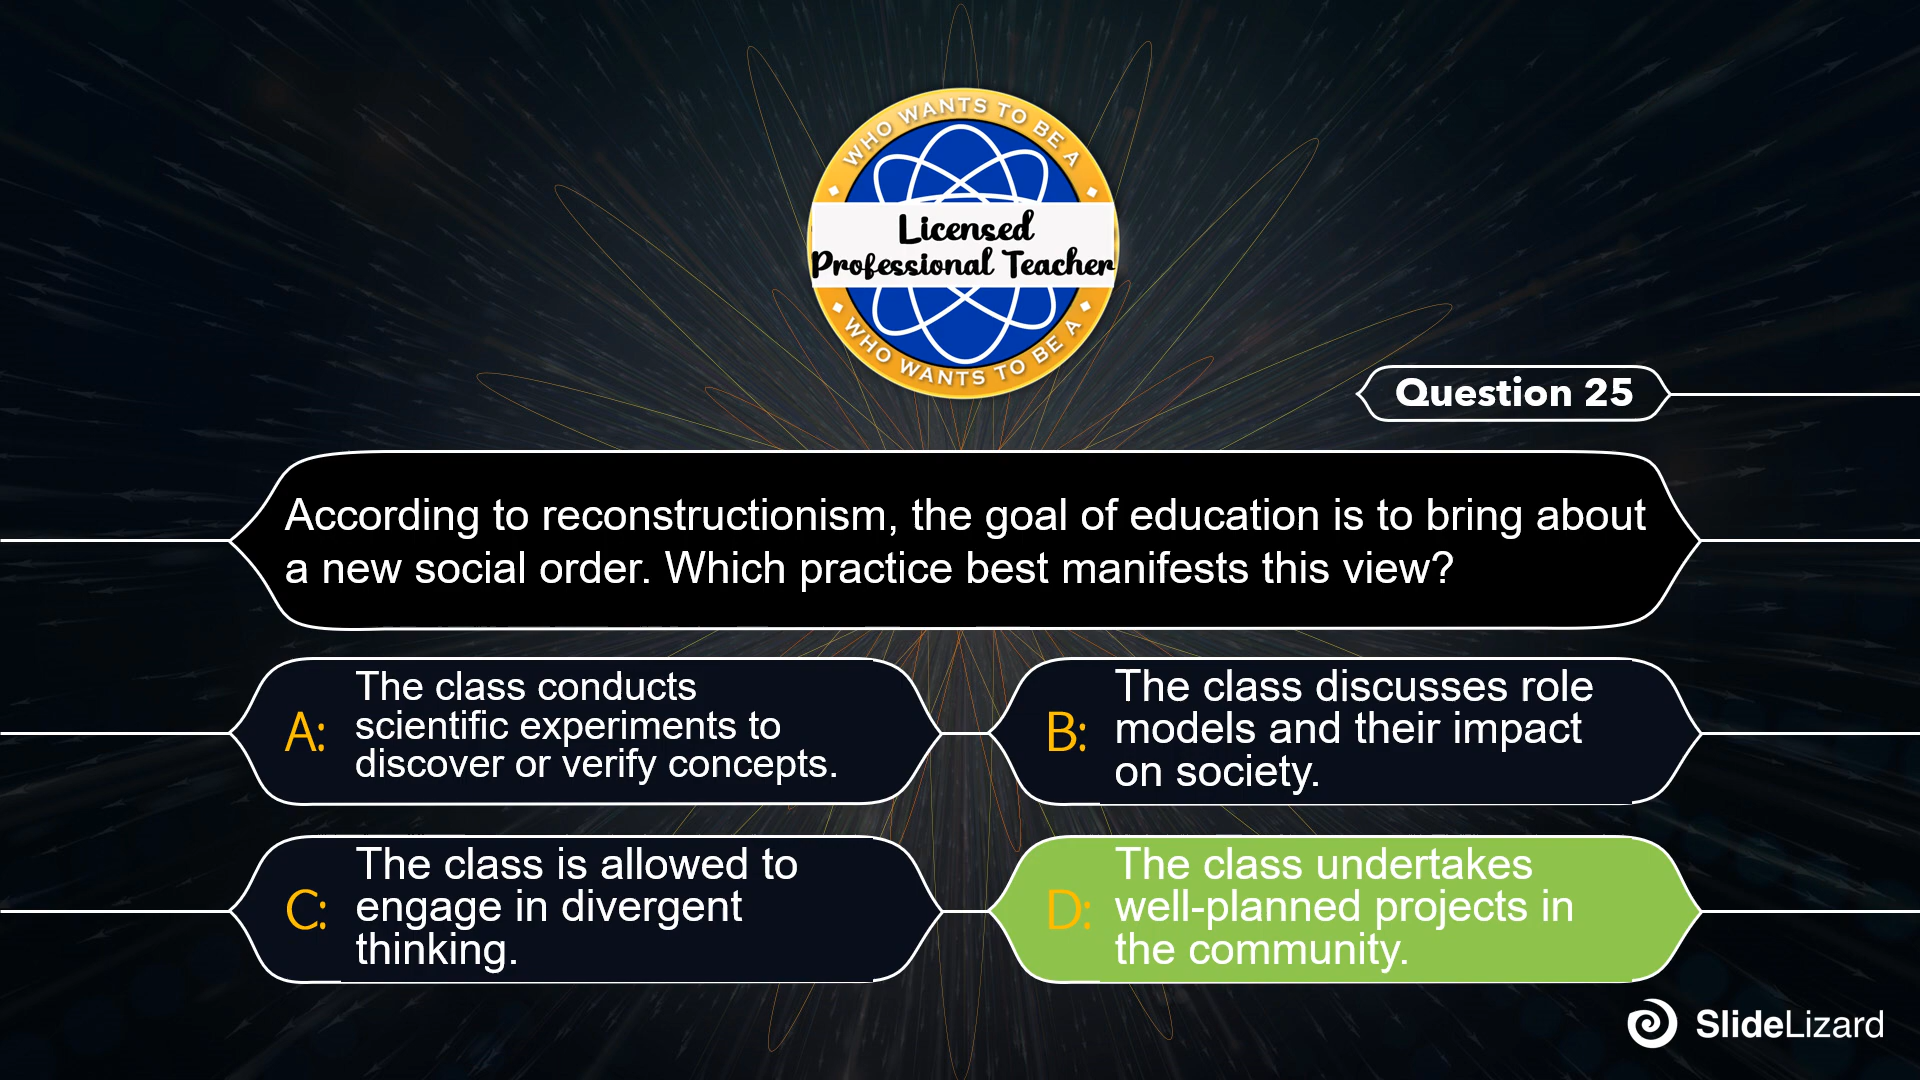 WHO WANTS TO BE A
Licensed
Professional Teacher
WHO WANTS TO BE A
Question 25
According to reconstructionism, the goal of education is to bring about
a new social order. Which practice best manifests this view?
A: The class conducts
scientific experiments to
discover or verify concepts.
B: The class discusses role
models and their impact
on society.
C: The class is allowed to
engage in divergent
thinking.
D: The class undertakes
well-planned projects in
the community.
SlideLizard